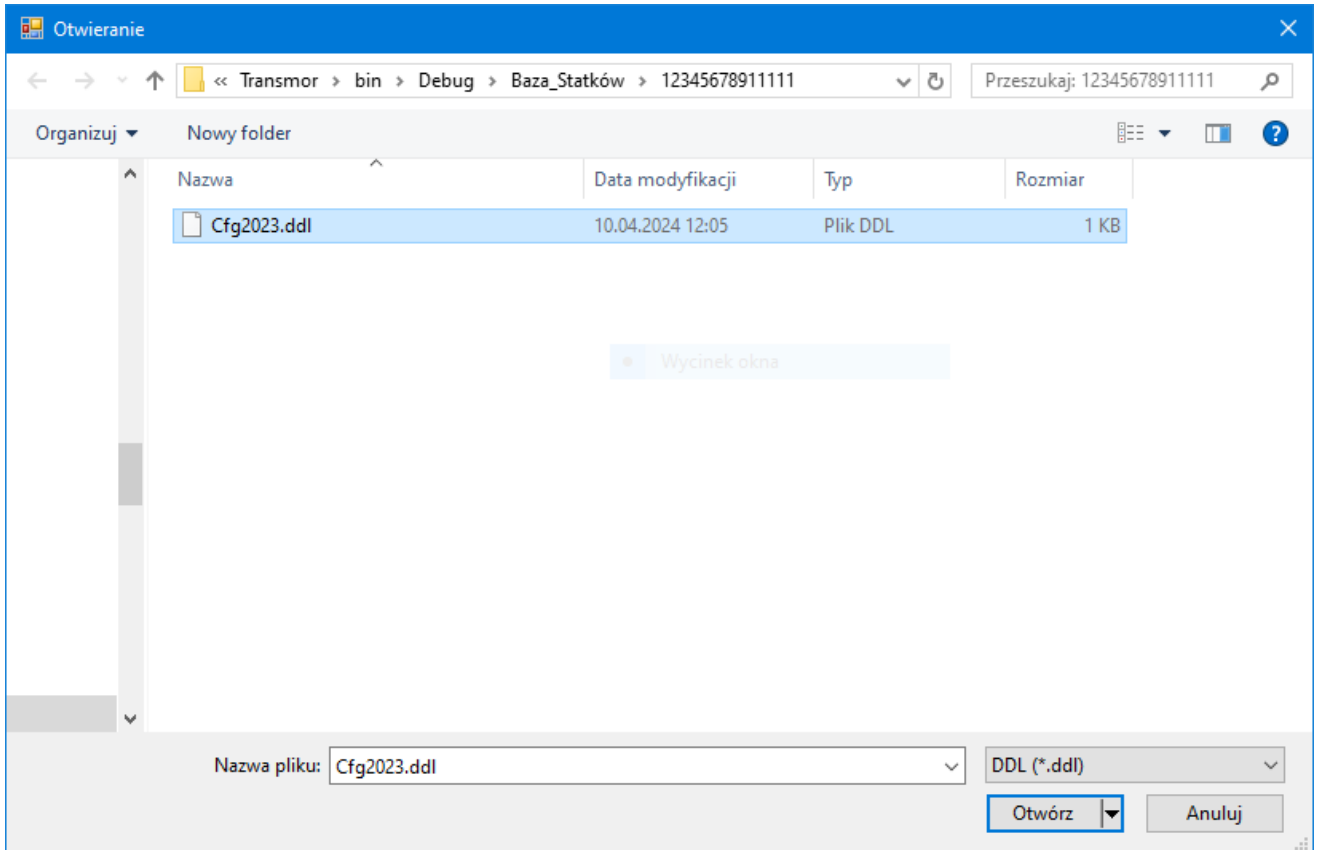 Otwieranie
« Transmor > bin > Debug > Baza_Statków > 12345678911111 Przeszukaj: 12345678911111
Organizuj Nowy folder ?
Nazwa Data modyfikacji Typ Rozmiar
Cfg2023.ddl 10.04.2024 12:05 Plik DDL 1 KB
Wycinek okna
Nazwa pliku: Cfg2023.ddl DDL (*.ddl)
Otwórz Anuluj